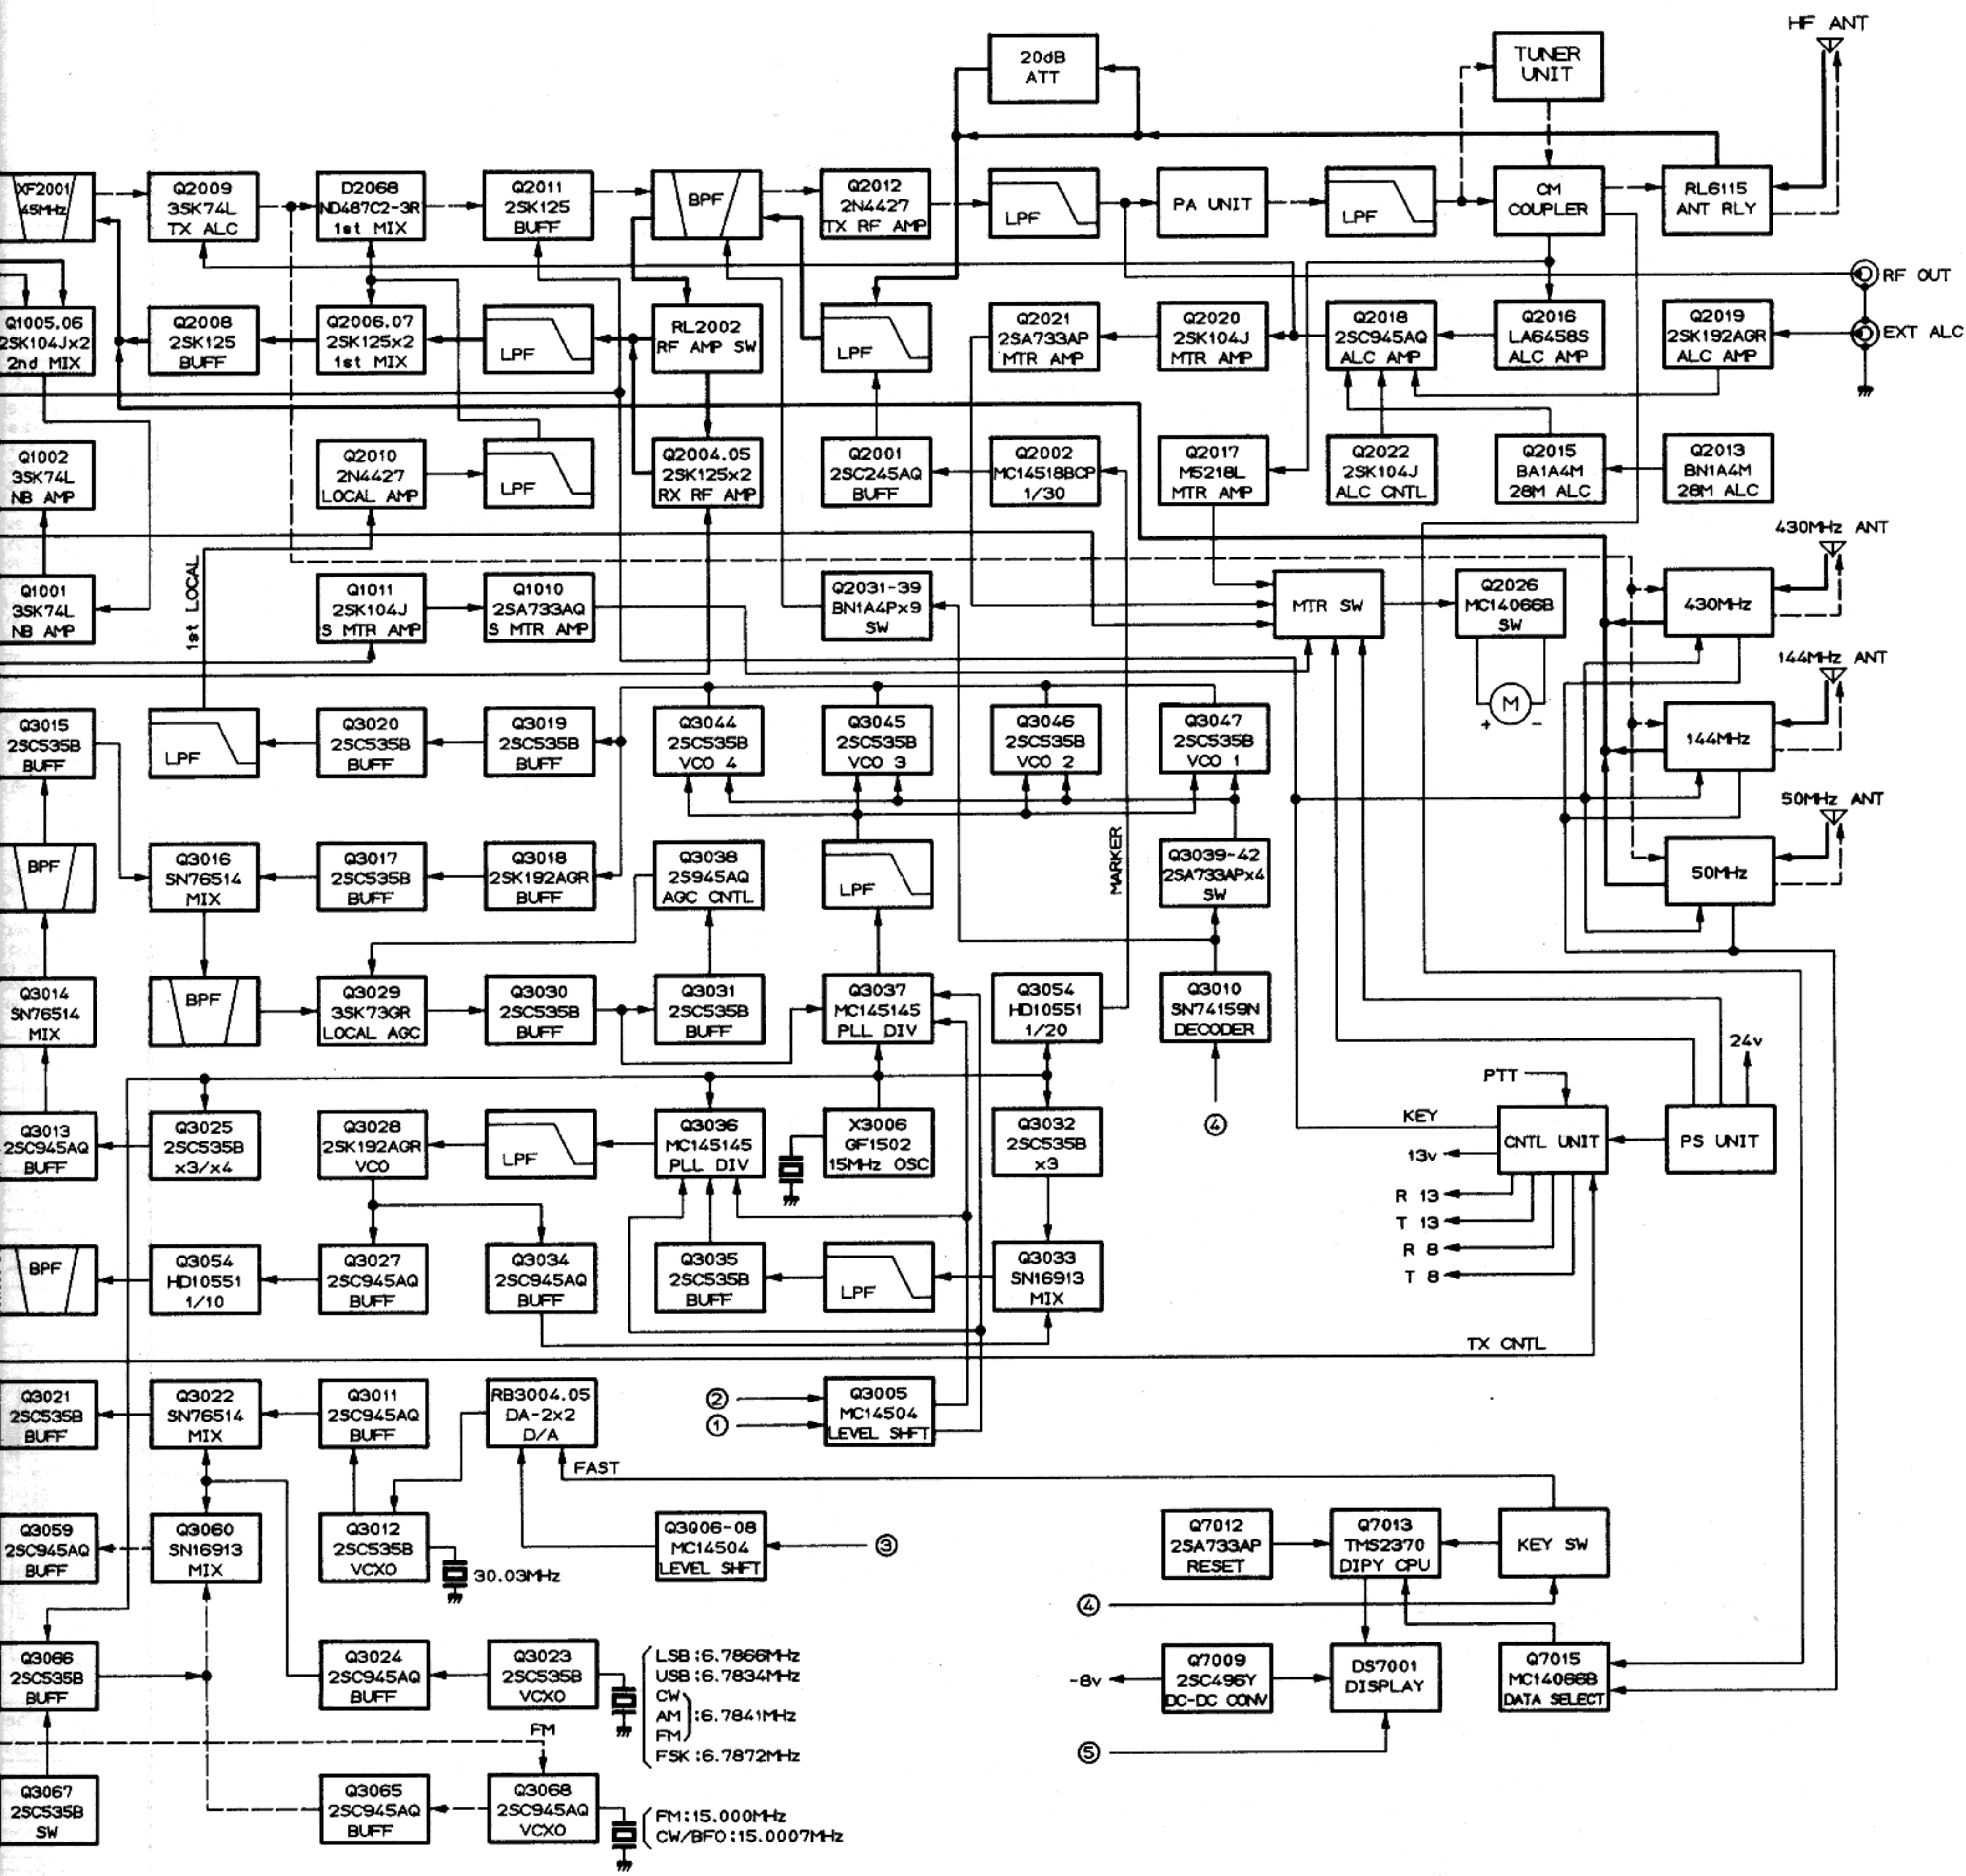 HF ANT
20dB
ATT
TUNER
UNIT
XF2001
45MHz
Q2009
3SK74L
TX ALC
D2068
ND487C2-3R
1st MIX
Q2011
2SK125
BUFF
BPF
Q2012
2N4427
TX RF AMP
LPF
PA UNIT
LPF
CM
COUPLER
RL6115
ANT RLY
RF OUT
Q1005.06
2SK104Jx2
2nd MIX
Q2008
2SK125
BUFF
Q2006.07
2SK125x2
1st MIX
LPF
RL2002
RF AMP SW
LPF
Q2021
2SA733AP
MTR AMP
Q2020
2SK104J
MTR AMP
Q2018
2SC945AQ
ALC AMP
Q2016
LA6458S
ALC AMP
Q2019
2SK192AGR
ALC AMP
EXT ALC
Q1002
3SK74L
NB AMP
Q2010
2N4427
LOCAL AMP
LPF
Q2004.05
2SK125x2
RX RF AMP
Q2001
2SC245AQ
BUFF
Q2002
MC14518BCP
1/30
Q2017
M5218L
MTR AMP
Q2022
2SK104J
ALC CNTL
Q2015
BA1A4M
28M ALC
Q2013
BN1A4M
28M ALC
430MHz ANT
Q1001
3SK74L
NB AMP
1st LOCAL
Q1011
2SK104J
S MTR AMP
Q1010
2SA733AQ
S MTR AMP
Q2031-39
BN1A4Px9
SW
MTR SW
Q2026
MC14066B
SW
430MHz
144MHz ANT
M
+ -
Q3015
2SC535B
BUFF
LPF
Q3020
2SC535B
BUFF
Q3019
2SC535B
BUFF
Q3044
2SC535B
VCO 4
Q3045
2SC535B
VCO 3
Q3046
2SC535B
VCO 2
Q3047
2SC535B
VCO 1
144MHz
50MHz ANT
BPF
Q3016
SN76514
MIX
Q3017
2SC535B
BUFF
Q3018
2SK192AGR
BUFF
Q3038
2S945AQ
AGC CNTL
LPF
MARKER
Q3039-42
2SA733APx4
SW
50MHz
Q3014
SN76514
MIX
BPF
Q3029
3SK73GR
LOCAL AGC
Q3030
2SC535B
BUFF
Q3031
2SC535B
BUFF
Q3037
MC145145
PLL DIV
Q3054
HD10551
1/20
Q3010
SN74159N
DECODER
24v
PTT
KEY
④
Q3013
2SC945AQ
BUFF
Q3025
2SC535B
x3/x4
Q3028
2SK192AGR
VCO
LPF
Q3036
MC145145
PLL DIV
X3006
GF1502
15MHz OSC
Q3032
2SC535B
x3
CNTL UNIT
PS UNIT
13v
R 13
T 13
R 8
T 8
BPF
Q3054
HD10551
1/10
Q3027
2SC945AQ
BUFF
Q3034
2SC945AQ
BUFF
Q3035
2SC535B
BUFF
LPF
Q3033
SN16913
MIX
TX CNTL
Q3021
2SC535B
BUFF
Q3022
SN76514
MIX
Q3011
2SC945AQ
BUFF
RB3004.05
DA-2x2
D/A
②
①
Q3005
MC14504
LEVEL SHFT
FAST
Q3059
2SC945AQ
BUFF
Q3060
SN16913
MIX
Q3012
2SC535B
VCXO
30.03MHz
Q3006-08
MC14504
LEVEL SHFT
③
Q7012
2SA733AP
RESET
Q7013
TMS2370
DIPY CPU
KEY SW
④
Q3066
2SC535B
BUFF
Q3024
2SC945AQ
BUFF
Q3023
2SC535B
VCXO
LSB:6.7866MHz
USB:6.7834MHz
CW
AM :6.7841MHz
FM
FSK:6.7872MHz
-8v
Q7009
2SC496Y
DC-DC CONV
DS7001
DISPLAY
Q7015
MC14066B
DATA SELECT
FM
⑤
Q3067
2SC535B
SW
Q3065
2SC945AQ
BUFF
Q3068
2SC945AQ
VCXO
FM:15.000MHz
CW/BFO:15.0007MHz